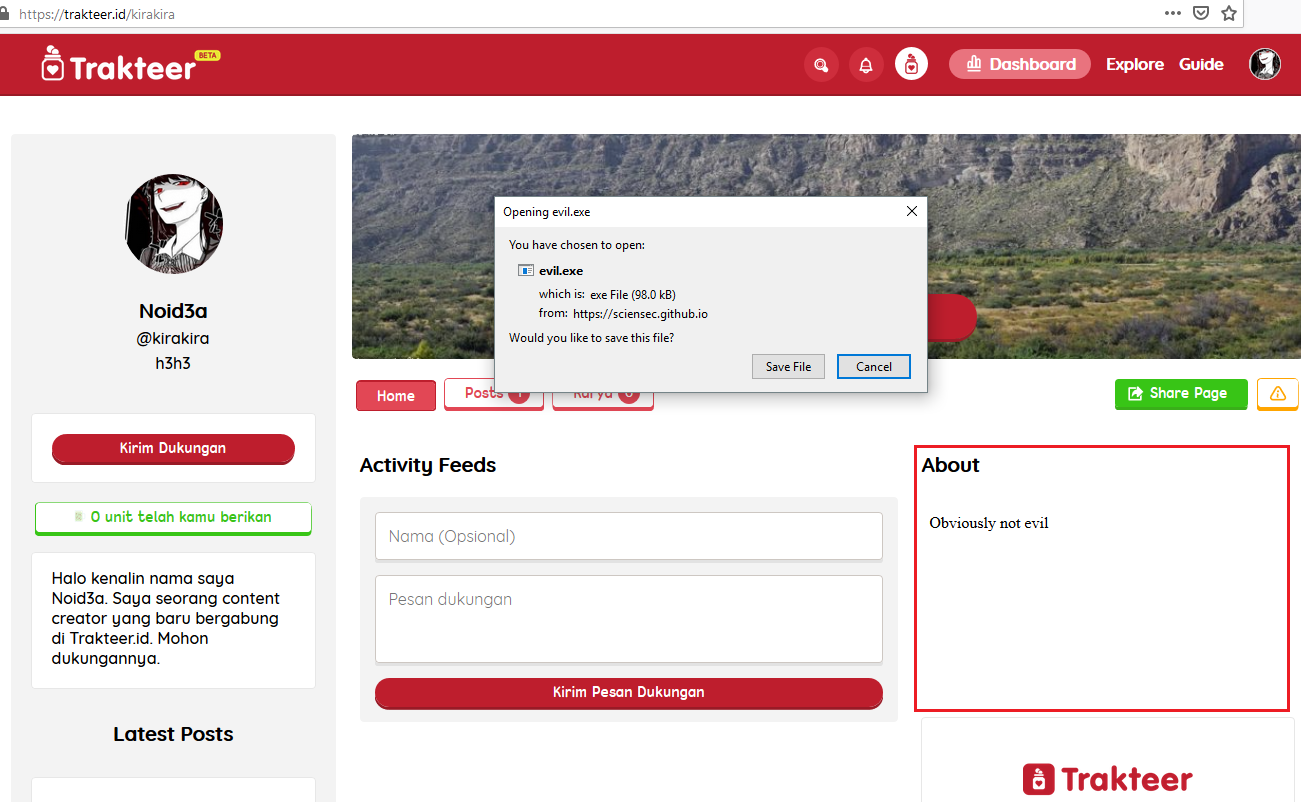 https://trakteer.id/kirakira
Trakteer BETA
Dashboard
Explore
Guide
Noid3a
@kirakira
h3h3
Kirim Dukungan
0 unit telah kamu berikan
Halo kenalin nama saya
Noid3a. Saya seorang content
creator yang baru bergabung
di Trakteer.id. Mohon
dukungannya.
Latest Posts
Opening evil.exe
You have chosen to open:
evil.exe
which is: exe File (98.0 kB)
from: https://sciensec.github.io
Would you like to save this file?
Save File
Cancel
Home
Posts
Karya
Share Page
Activity Feeds
Nama (Opsional)
Pesan dukungan
Kirim Pesan Dukungan
About
Obviously not evil
Trakteer